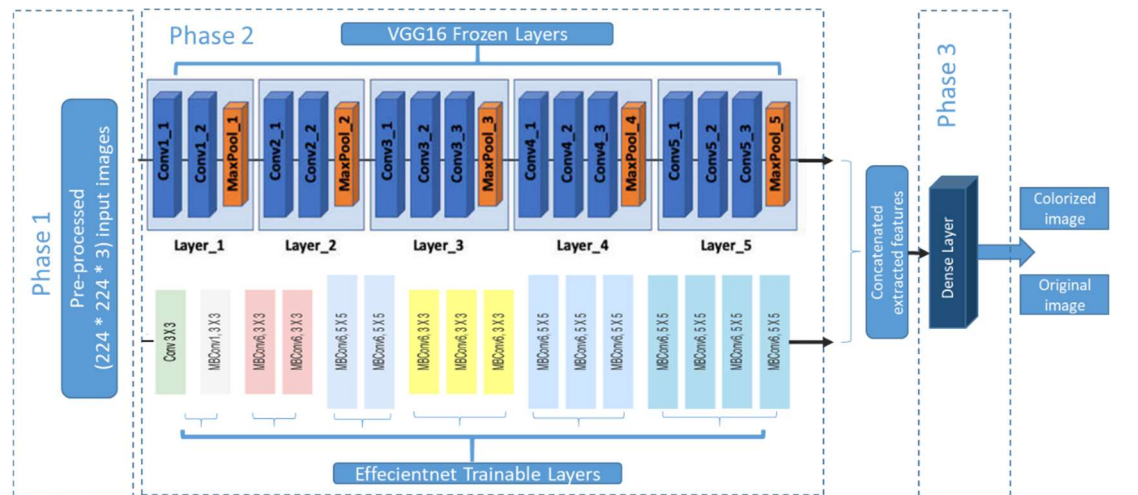 Phase 1
Pre-processed
(224 * 224 * 3) input images
Phase 2
VGG16 Frozen Layers
Conv1_1
Conv1_2
MaxPool_1
Conv2_1
Conv2_2
MaxPool_2
Conv3_1
Conv3_2
Conv3_3
MaxPool_3
Conv4_1
Conv4_2
Conv4_3
MaxPool_4
Conv5_1
Conv5_2
Conv5_3
MaxPool_5
Layer_1
Layer_2
Layer_3
Layer_4
Layer_5
Conv 3 X 3
MBConv1, 3 X 3
MBConv6, 3 X 3
MBConv6, 3 X 3
MBConv6, 5 X 5
MBConv6, 5 X 5
MBConv6, 3 X 3
MBConv6, 3 X 3
MBConv6, 3 X 3
MBConv6, 5 X 5
MBConv6, 5 X 5
MBConv6, 5 X 5
MBConv6, 5 X 5
MBConv6, 5 X 5
MBConv6, 5 X 5
MBConv6, 5 X 5
Effecientnet Trainable Layers
Concatenated
extracted features
Phase 3
Dense Layer
Colorized
image
Original
image